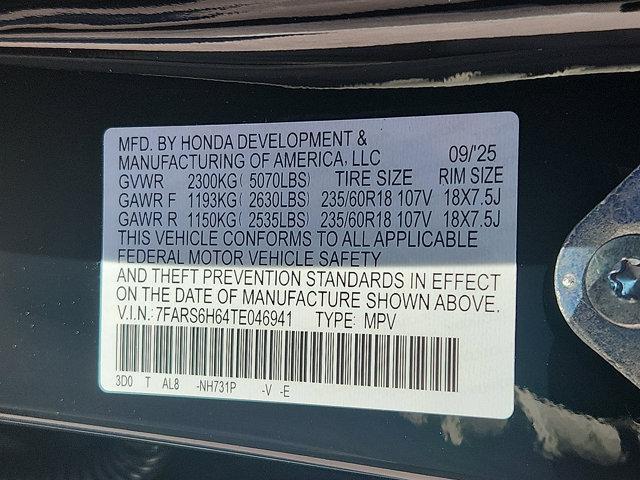 MFD. BY HONDA DEVELOPMENT &
MANUFACTURING OF AMERICA, LLC 09/'25
GVWR 2300KG( 5070LBS) TIRE SIZE RIM SIZE
GAWR F 1193KG( 2630LBS) 235/60R18 107V 18X7.5J
GAWR R 1150KG( 2535LBS) 235/60R18 107V 18X7.5J
THIS VEHICLE CONFORMS TO ALL APPLICABLE
FEDERAL MOTOR VEHICLE SAFETY
AND THEFT PREVENTION STANDARDS IN EFFECT
ON THE DATE OF MANUFACTURE SHOWN ABOVE.
V.I.N.: 7FARS6H64TE046941 TYPE: MPV
3D0 T AL8 -NH731P -V -E